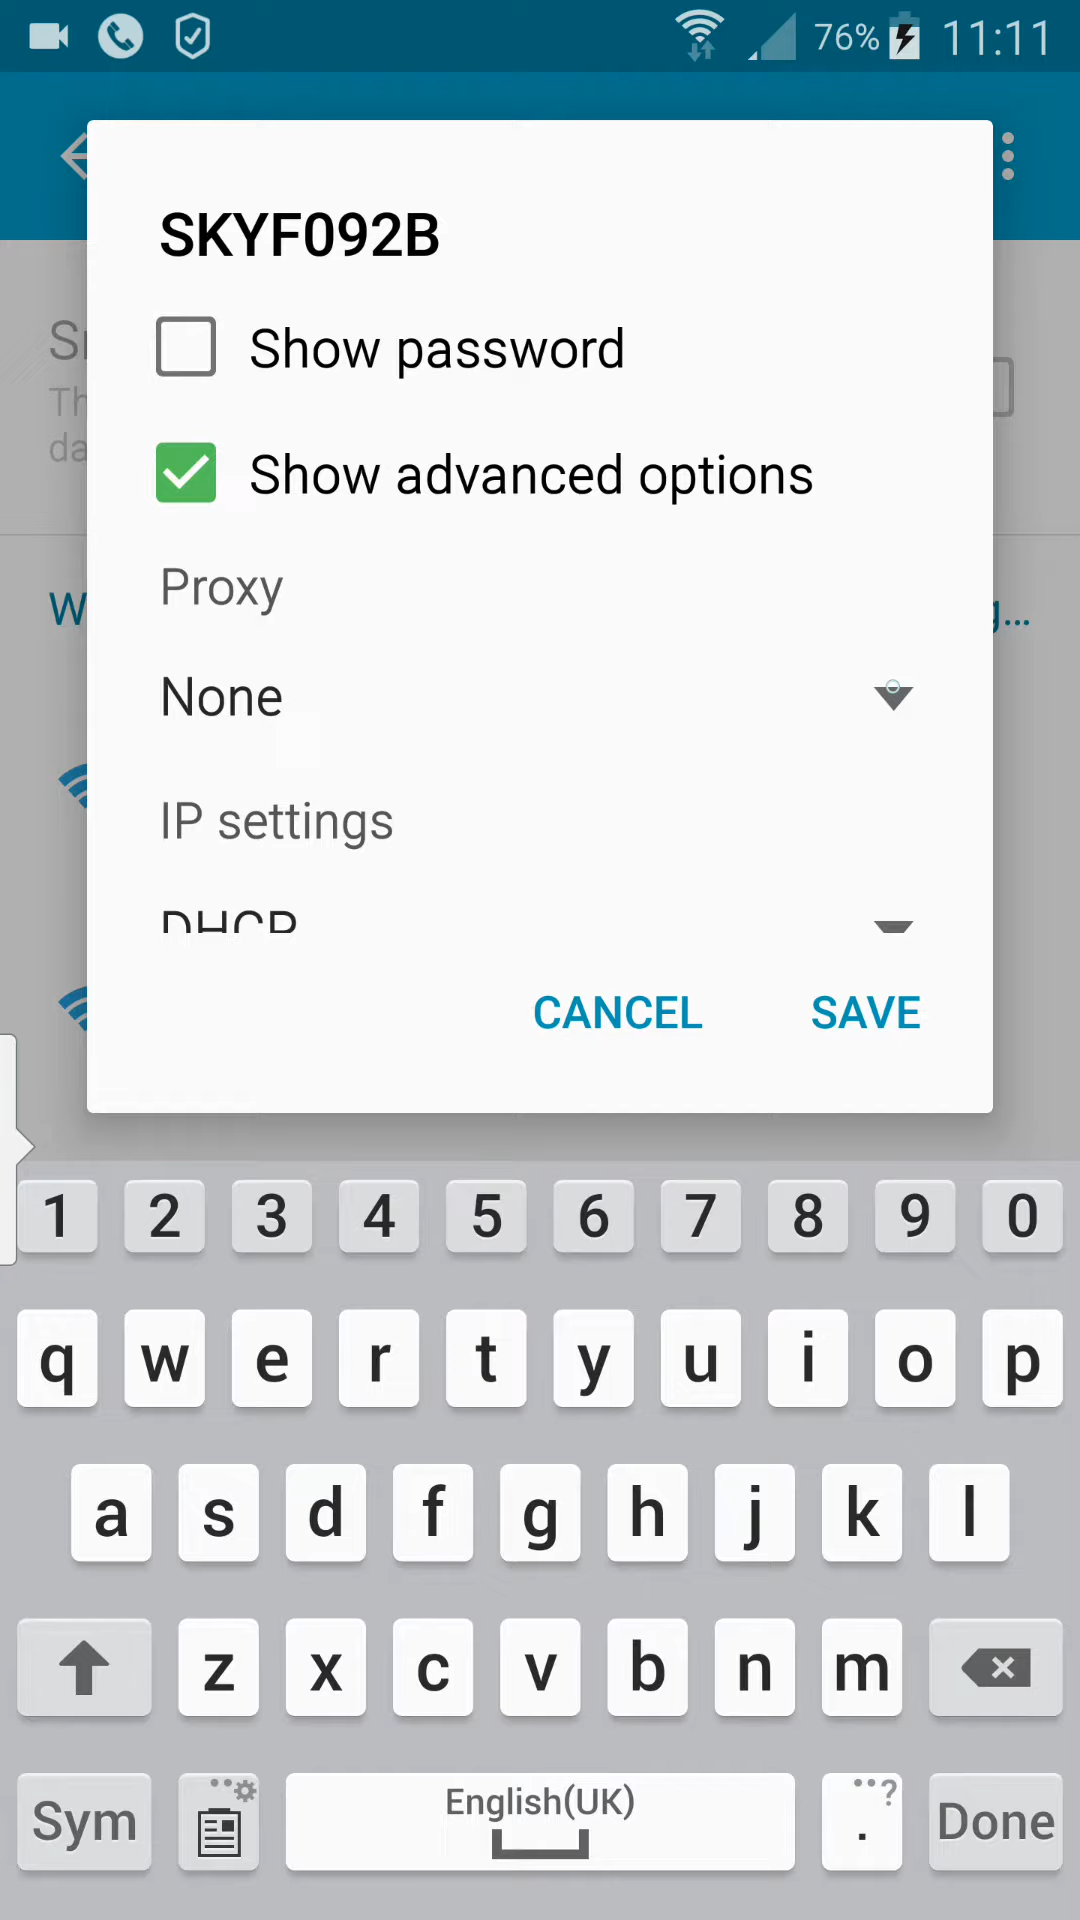 76% 11:11
SKYF092B
Show password
Show advanced options
Proxy
None
IP settings
DHCP
CANCEL SAVE
1 2 3 4 5 6 7 8 9 0
q w e r t y u i o p
a s d f g h j k l
z x c v b n m
Sym English(UK) . ? Done